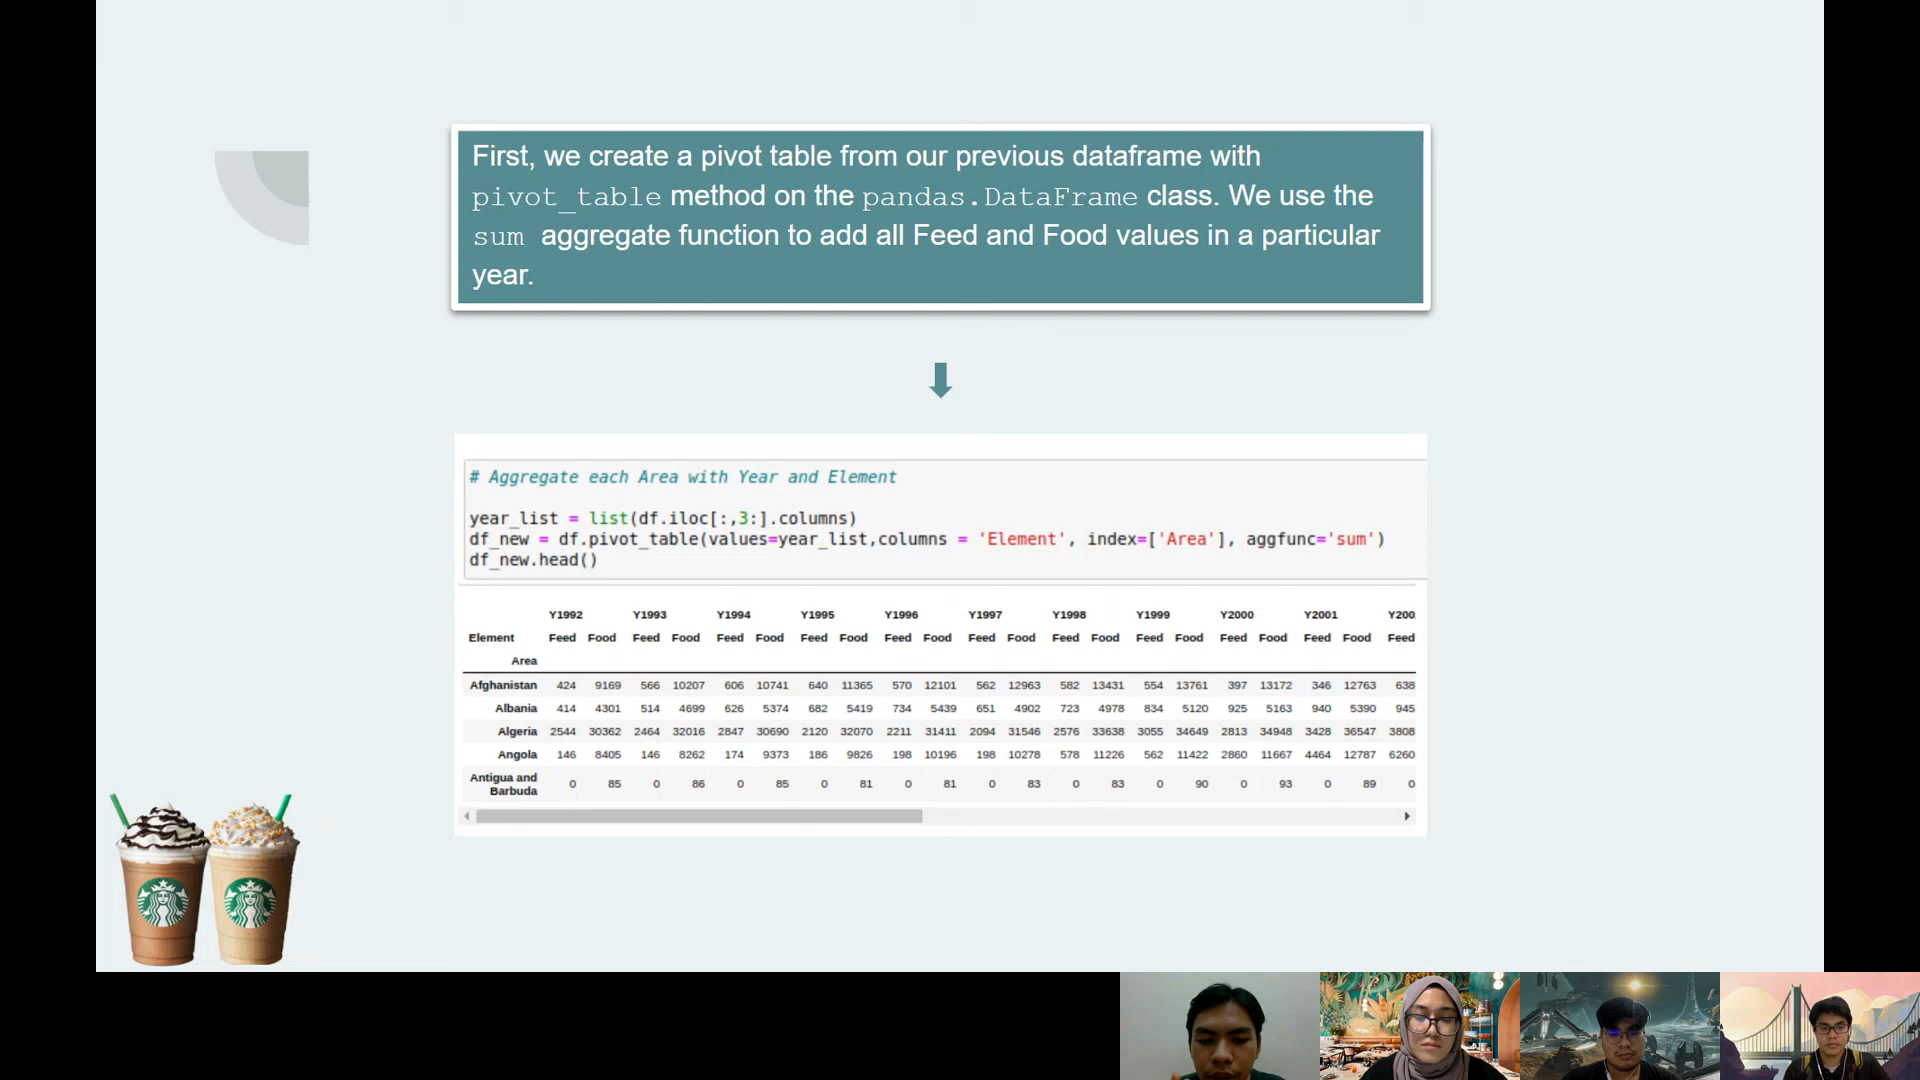 First, we create a pivot table from our previous dataframe with
pivot_table method on the pandas.DataFrame class. We use the
sum aggregate function to add all Feed and Food values in a particular
year.
# Aggregate each Area with Year and Element
year_list = list(df.iloc[:,3:].columns)
df_new = df.pivot_table(values=year_list,columns = 'Element', index=['Area'], aggfunc='sum')
df_new.head()
Y1992 Y1993 Y1994 Y1995 Y1996 Y1997 Y1998 Y1999 Y2000 Y2001 Y200
Element Feed Food Feed Food Feed Food Feed Food Feed Food Feed Food Feed Food Feed Food Feed Food Feed Food Feed
Area
Afghanistan 424 9169 566 10207 606 10741 640 11365 570 12101 562 12963 582 13431 554 13761 397 13172 346 12763 638
Albania 414 4301 514 4699 626 5374 682 5419 734 5439 651 4902 723 4978 834 5120 925 5163 940 5390 945
Algeria 2544 30362 2464 32016 2847 30690 2120 32070 2211 31411 2094 31546 2576 33638 3055 34649 2813 34948 3428 36547 3808
Angola 146 8405 146 8262 174 9373 186 9826 198 10196 198 10278 578 11226 562 11422 2860 11667 4464 12787 6260
Antigua and
Barbuda 0 85 0 86 0 85 0 81 0 81 0 83 0 83 0 90 0 93 0 89 0